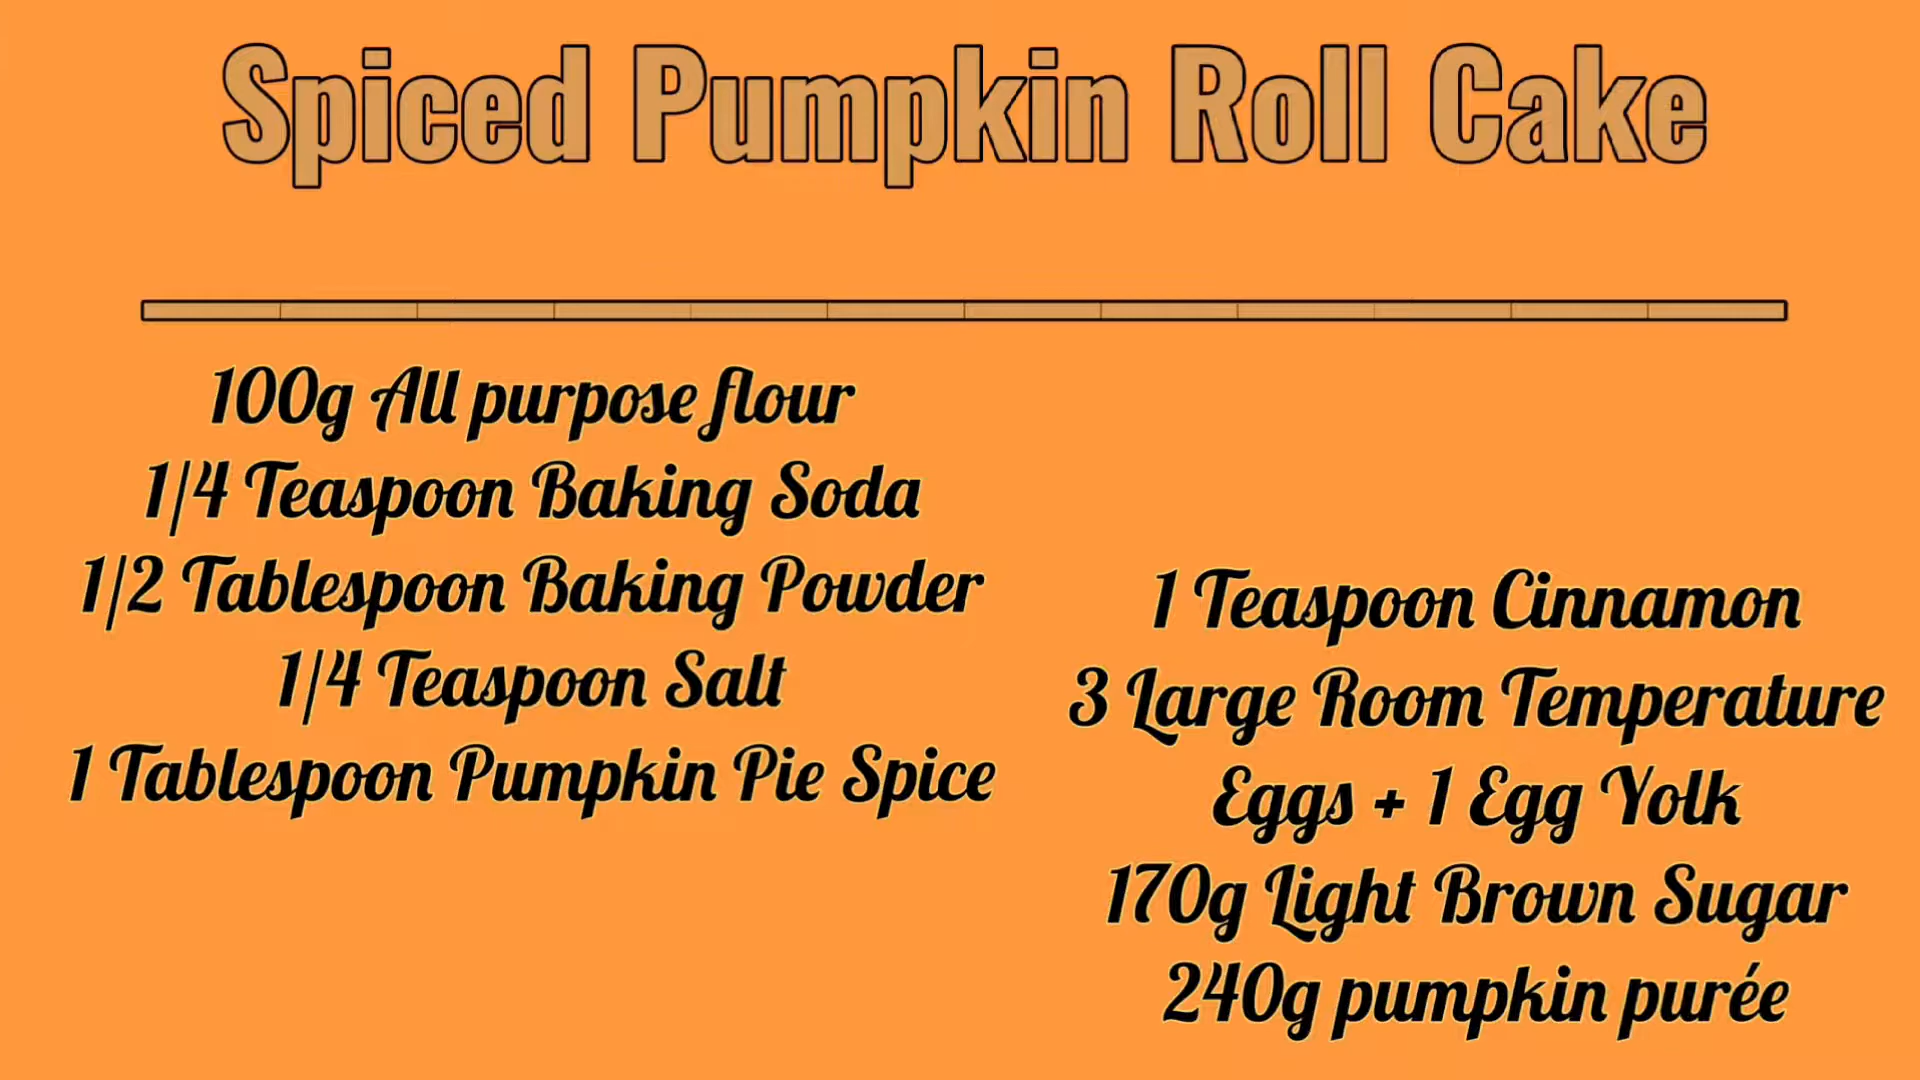 Spiced Pumpkin Roll Cake
100g All purpose flour
1/4 Teaspoon Baking Soda
1/2 Tablespoon Baking Powder
1/4 Teaspoon Salt
1 Tablespoon Pumpkin Pie Spice
1 Teaspoon Cinnamon
3 Large Room Temperature
Eggs + 1 Egg Yolk
170g Light Brown Sugar
240g pumpkin purée